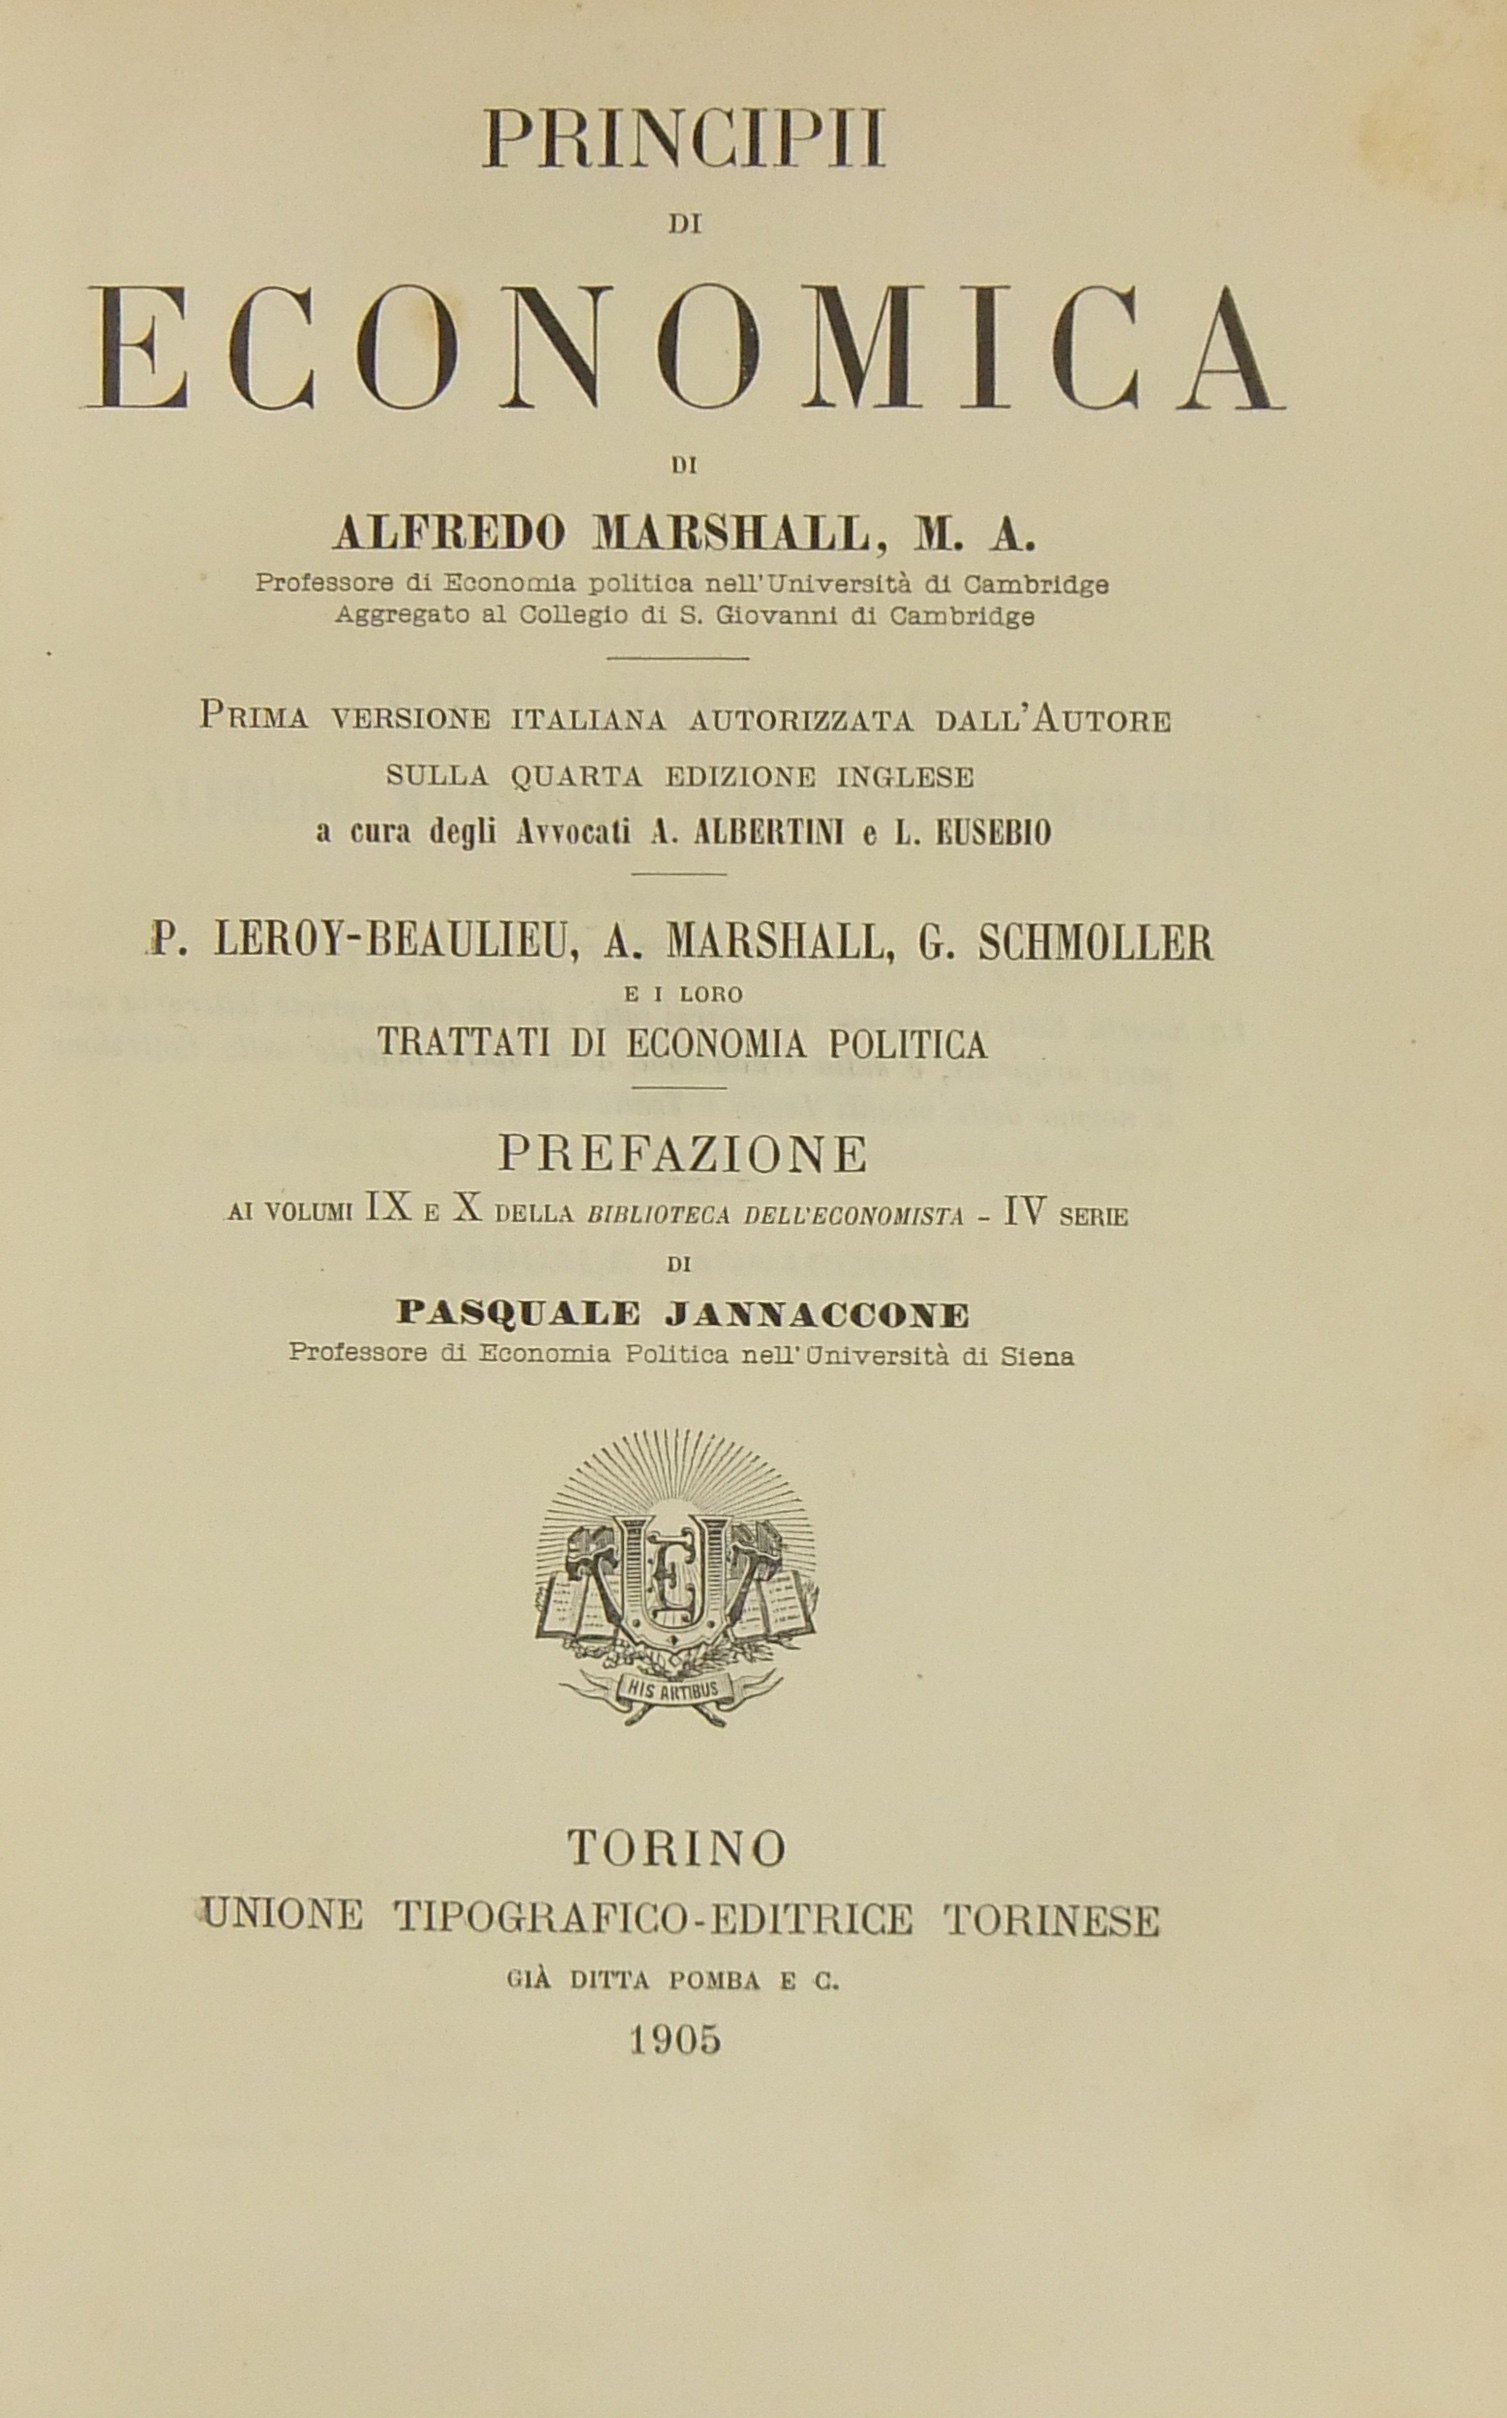 PRINCIPII
DI
ECONOMICA
DI
ALFREDO MARSHALL, M. A.
Professore di Economia politica nell'Università di Cambridge
Aggregato al Collegio di S. Giovanni di Cambridge
PRIMA VERSIONE ITALIANA AUTORIZZATA DALL'AUTORE
SULLA QUARTA EDIZIONE INGLESE
a cura degli Avvocati A. ALBERTINI e L. EUSEBIO
P. LEROY-BEAULIEU, A. MARSHALL, G. SCHMOLLER
E I LORO
TRATTATI DI ECONOMIA POLITICA
PREFAZIONE
AI VOLUMI IX E X DELLA BIBLIOTECA DELL'ECONOMISTA - IV SERIE
DI
PASQUALE JANNACCONE
Professore di Economia Politica nell'Università di Siena
UE
HIS ARTIBUS
TORINO
UNIONE TIPOGRAFICO-EDITRICE TORINESE
GIÀ DITTA POMBA E C.
1905